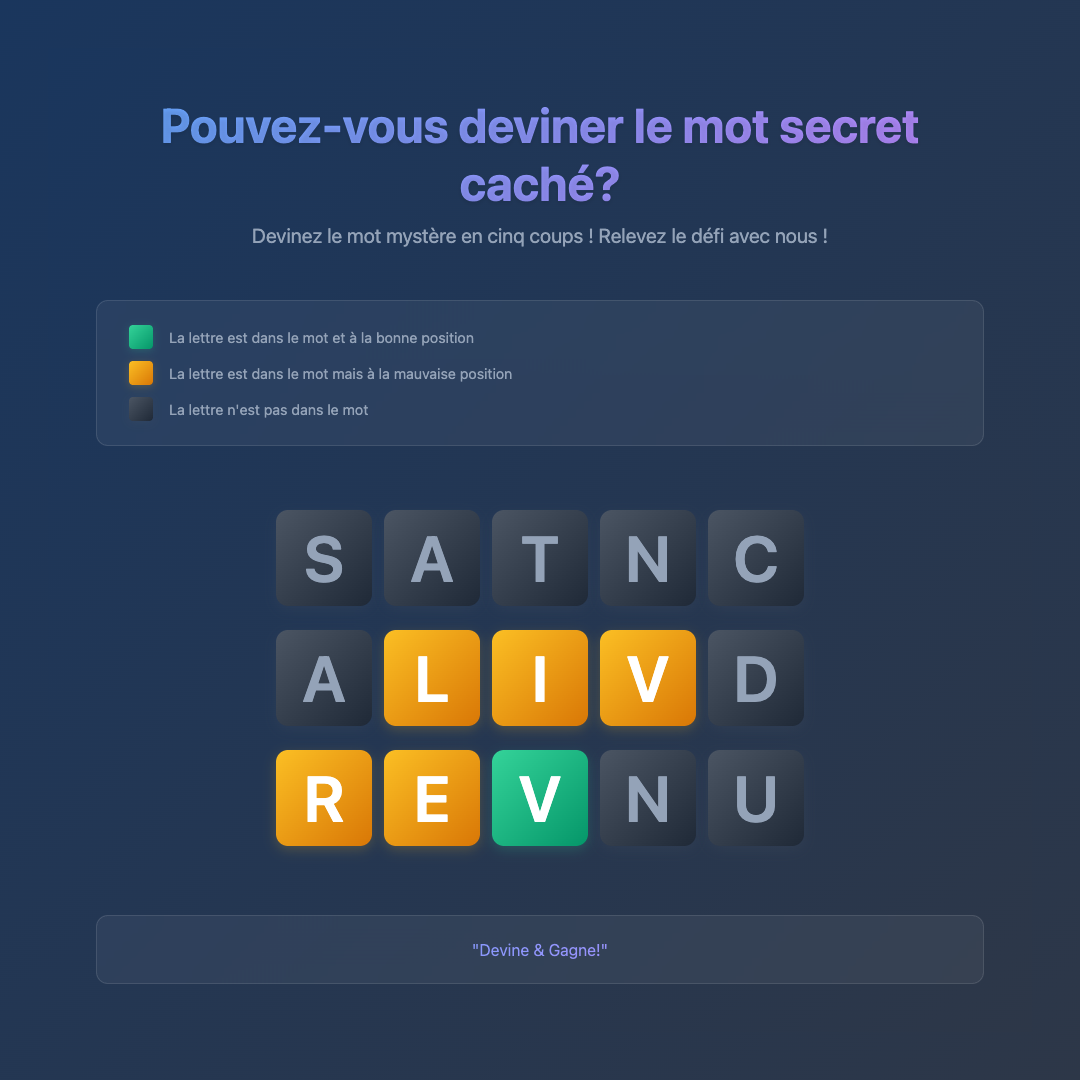 Pouvez-vous deviner le mot secret
caché?
Devinez le mot mystère en cinq coups ! Relevez le défi avec nous !
La lettre est dans le mot et à la bonne position
La lettre est dans le mot mais à la mauvaise position
La lettre n'est pas dans le mot
S A T N C
A L I V D
R E V N U
"Devine & Gagne!"